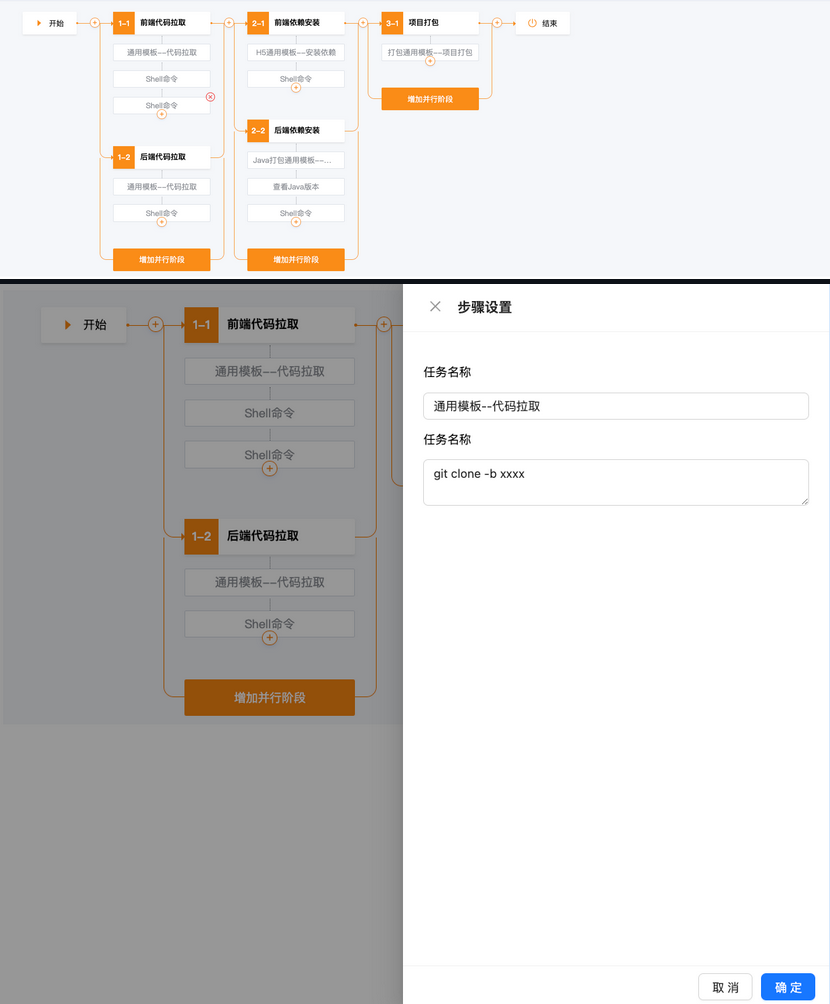 开始
1-1 前端代码拉取
通用模板--代码拉取
Shell命令
Shell命令
1-2 后端代码拉取
通用模板--代码拉取
Shell命令
增加并行阶段
2-1 前端依赖安装
H5通用模板--安装依赖
Shell命令
2-2 后端依赖安装
Java打包通用模板--...
查看Java版本
Shell命令
增加并行阶段
3-1 项目打包
打包通用模板--项目打包
增加并行阶段
结束
开始
1-1 前端代码拉取
通用模板--代码拉取
Shell命令
Shell命令
1-2 后端代码拉取
通用模板--代码拉取
Shell命令
增加并行阶段
步骤设置
任务名称
通用模板--代码拉取
任务名称
git clone -b xxxx
取 消
确 定